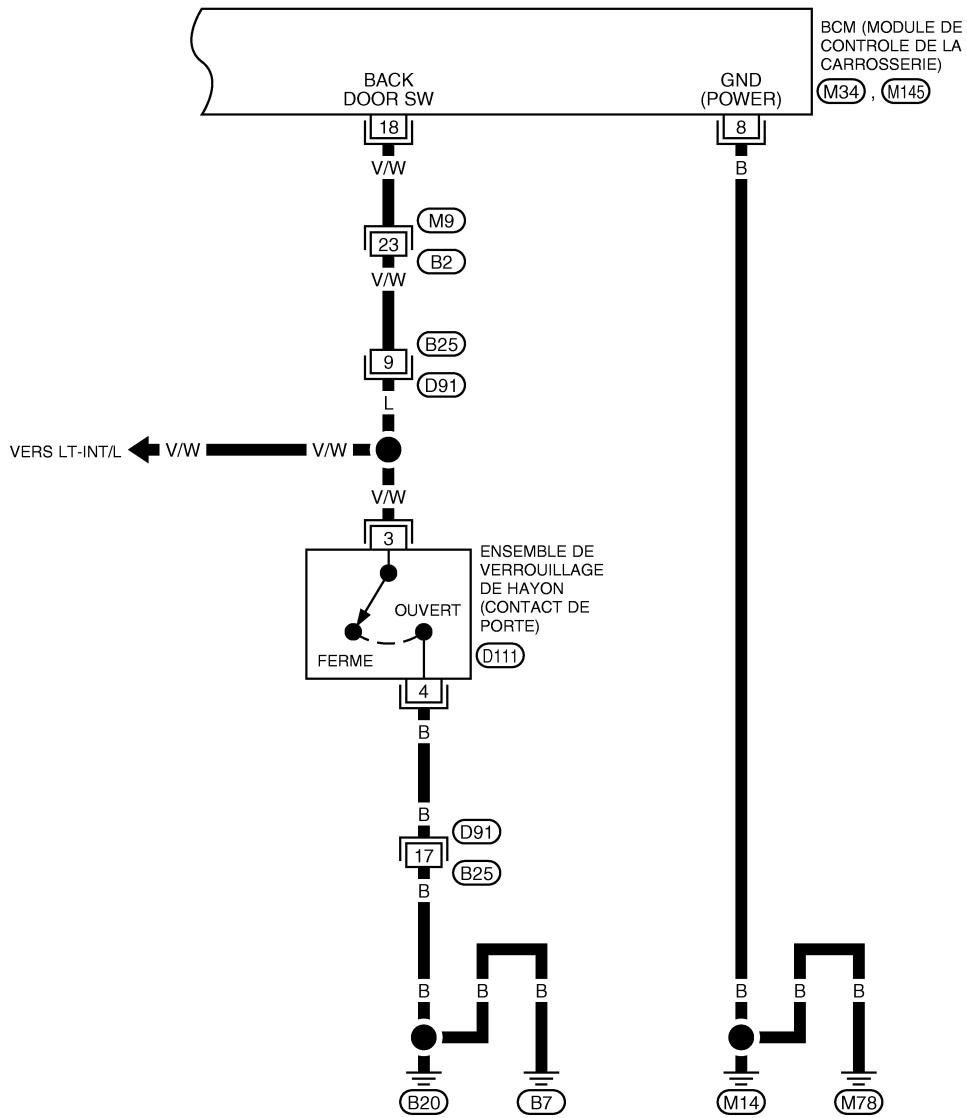 BCM (MODULE DE
CONTROLE DE LA
CARROSSERIE)
M34 , M145
BACK
DOOR SW
GND
(POWER)
18
8
V/W
B
M9
23
B2
V/W
B25
9
D91
L
VERS LT-INT/L
V/W
V/W
V/W
3
ENSEMBLE DE
VERROUILLAGE
DE HAYON
(CONTACT DE
PORTE)
D111
OUVERT
FERME
4
B
B
D91
17
B25
B
B
B
B
B
B
B
B20
B7
M14
M78